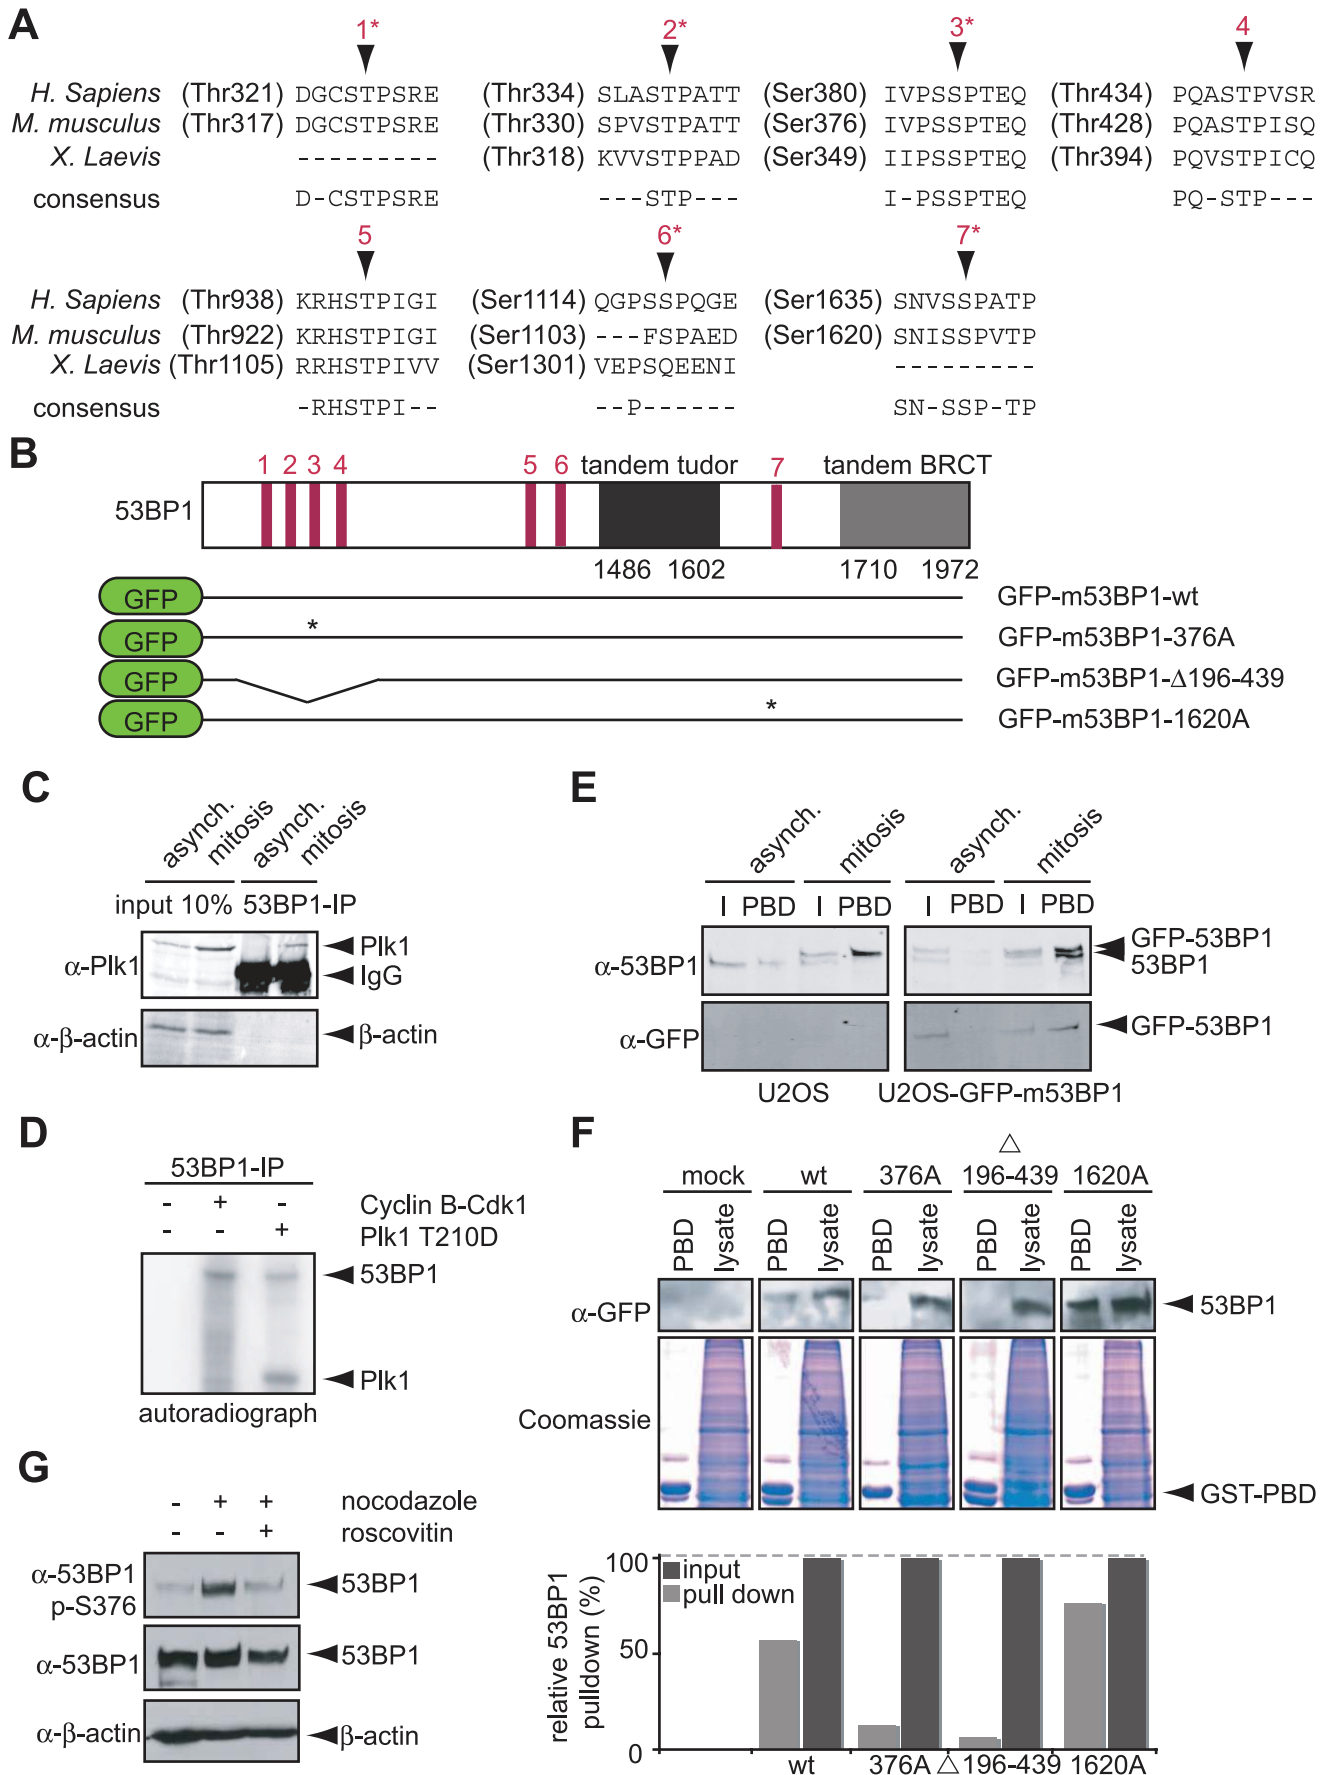 A
1* 2* 3* 4
H. Sapiens (Thr321) DGCSTPSRE (Thr334) SLASTPATT (Ser380) IVPSSPTEQ (Thr434) PQASTPVSR
M. musculus (Thr317) DGCSTPSRE (Thr330) SPVSTPATT (Ser376) IVPSSPTEQ (Thr428) PQASTPISQ
X. Laevis --------- (Thr318) KVVSTPPAD (Ser349) IIPSSPTEQ (Thr394) PQVSTPICQ
consensus D-CSTPSRE ---STP--- I-PSSPTEQ PQ-STP---
5 6* 7*
H. Sapiens (Thr938) KRHSTPIGI (Ser1114) QGPSSPQGE (Ser1635) SNVSSPATP
M. musculus (Thr922) KRHSTPIGI (Ser1103) ---FSPAED (Ser1620) SNISSPVTP
X. Laevis (Thr1105) RRHSTPIVV (Ser1301) VEPSQEENI ---------
consensus -RHSTPI-- --P------ SN-SSP-TP
B
1 2 3 4 5 6 tandem tudor 7 tandem BRCT
53BP1
1486 1602 1710 1972
GFP GFP-m53BP1-wt
*
GFP GFP-m53BP1-376A
GFP GFP-m53BP1-Δ196-439
*
GFP GFP-m53BP1-1620A
C
asynch. mitosis asynch. mitosis
input 10% 53BP1-IP
α-Plk1 Plk1
IgG
α-β-actin β-actin
D
53BP1-IP
- + - Cyclin B-Cdk1
- - + Plk1 T210D
53BP1
Plk1
autoradiograph
E
asynch. mitosis asynch. mitosis
I PBD I PBD I PBD I PBD
α-53BP1 GFP-53BP1
53BP1
α-GFP GFP-53BP1
U2OS U2OS-GFP-m53BP1
F
△
mock wt 376A 196-439 1620A
PBD lysate PBD lysate PBD lysate PBD lysate PBD lysate
α-GFP 53BP1
Coomassie
GST-PBD
relative 53BP1
pulldown (%)
100
50
0
input
pull down
wt 376A △ 196-439 1620A
G
- + + nocodazole
- - + roscovitin
α-53BP1
p-S376
53BP1
α-53BP1 53BP1
α-β-actin β-actin